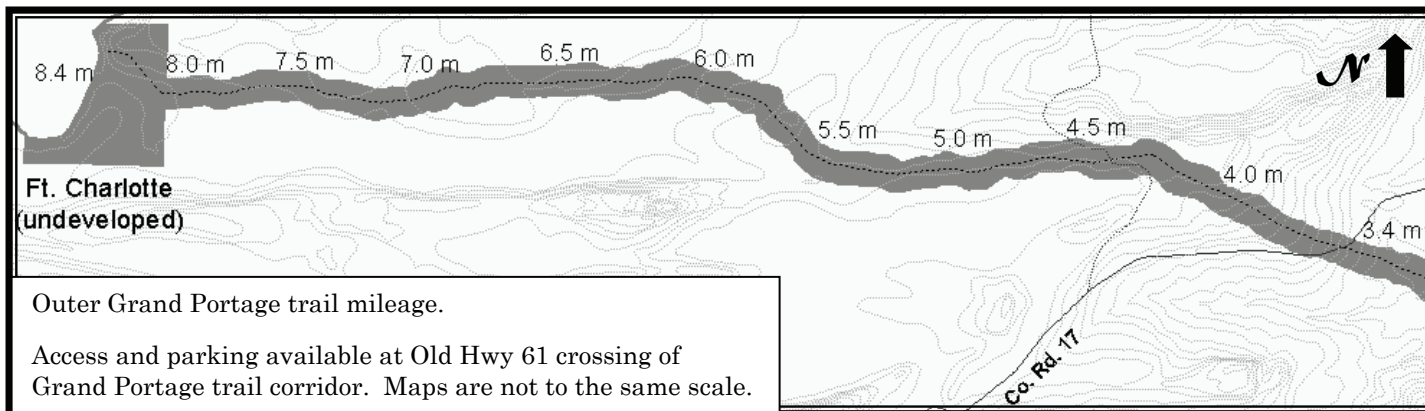 8.4 m
8.0 m
7.5 m
7.0 m
6.5 m
6.0 m
5.5 m
5.0 m
4.5 m
4.0 m
3.4 m
N
Ft. Charlotte
(undeveloped)
Co. Rd. 17
Outer Grand Portage trail mileage.
Access and parking available at Old Hwy 61 crossing of
Grand Portage trail corridor. Maps are not to the same scale.